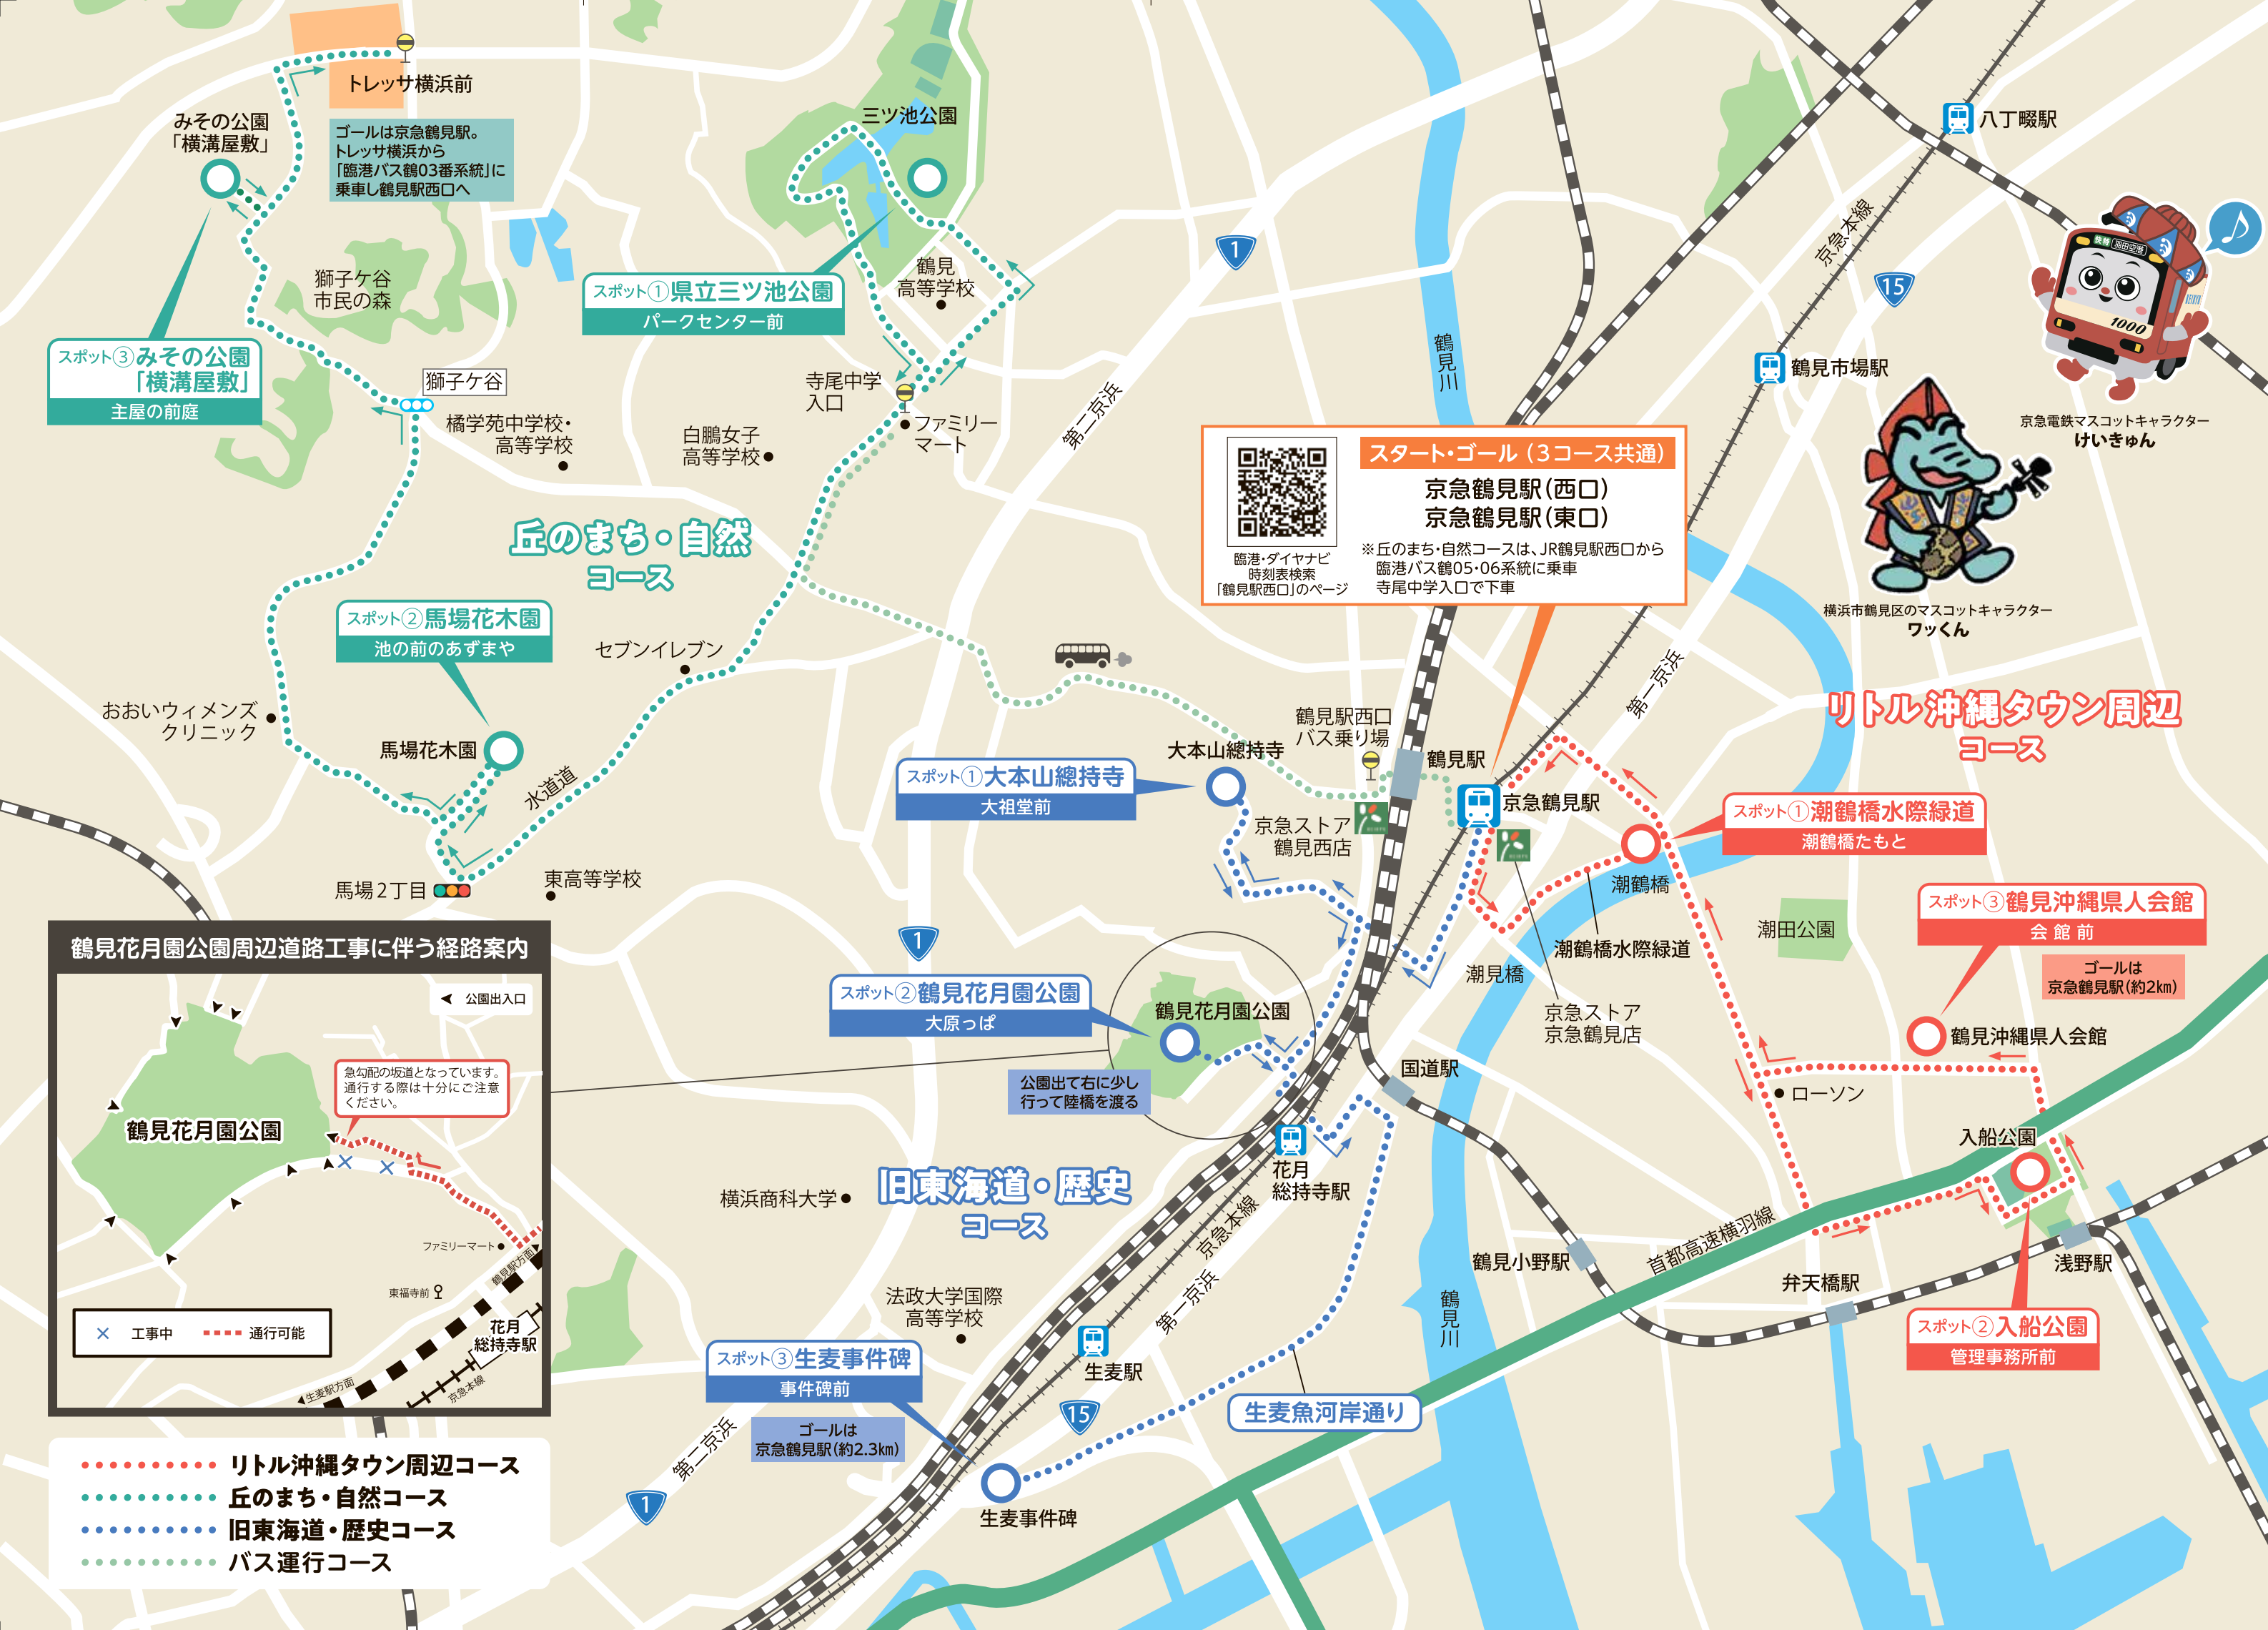 トレッサ横浜前
みその公園
「横溝屋敷」
ゴールは京急鶴見駅。
トレッサ横浜から
「臨港バス鶴03番系統」に
乗車し鶴見駅西口へ
三ツ池公園
獅子ケ谷
市民の森
スポット①県立三ツ池公園
パークセンター前
鶴見
高等学校
スポット③みその公園
「横溝屋敷」
主屋の前庭
獅子ケ谷
橘学苑中学校・
高等学校
白鵬女子
高等学校
寺尾中学
入口
ファミリー
マート
第二京浜
1
鶴見川
京急本線
八丁畷駅
15
鶴見市場駅
快特 羽田空港
1000
京急電鉄マスコットキャラクター
けいきゅん
横浜市鶴見区のマスコットキャラクター
ワッくん
スタート・ゴール(3コース共通)
京急鶴見駅(西口)
京急鶴見駅(東口)
※丘のまち・自然コースは、JR鶴見駅西口から
臨港バス鶴05・06系統に乗車
寺尾中学入口で下車
臨港・ダイヤナビ
時刻表検索
「鶴見駅西口」のページ
丘のまち・自然
コース
スポット②馬場花木園
池の前のあずまや
セブンイレブン
おおいウィメンズ
クリニック
馬場花木園
水道道
馬場2丁目
東高等学校
第一京浜
リトル沖縄タウン周辺
コース
鶴見駅西口
バス乗り場
大本山總持寺
スポット①大本山總持寺
大祖堂前
鶴見駅
京急鶴見駅
京急ストア
鶴見西店
スポット①潮鶴橋水際緑道
潮鶴橋たもと
潮鶴橋
潮鶴橋水際緑道
潮見橋
京急ストア
京急鶴見店
潮田公園
スポット③鶴見沖縄県人会館
会館前
ゴールは
京急鶴見駅(約2km)
鶴見沖縄県人会館
ローソン
1
スポット②鶴見花月園公園
大原っぱ
鶴見花月園公園
公園出て右に少し
行って陸橋を渡る
国道駅
花月
総持寺駅
入船公園
スポット②入船公園
管理事務所前
浅野駅
弁天橋駅
鶴見小野駅
首都高速横羽線
鶴見川
横浜商科大学
旧東海道・歴史
コース
京急本線
第一京浜
法政大学国際
高等学校
生麦駅
15
スポット③生麦事件碑
事件碑前
ゴールは
京急鶴見駅(約2.3km)
生麦魚河岸通り
生麦事件碑
第二京浜
1
鶴見花月園公園周辺道路工事に伴う経路案内
公園出入口
急勾配の坂道となっています。
通行する際は十分にご注意
ください。
鶴見花月園公園
ファミリーマート
鶴見駅方面
東福寺前
花月
総持寺駅
京急本線
生麦駅方面
工事中
通行可能
リトル沖縄タウン周辺コース
丘のまち・自然コース
旧東海道・歴史コース
バス運行コース